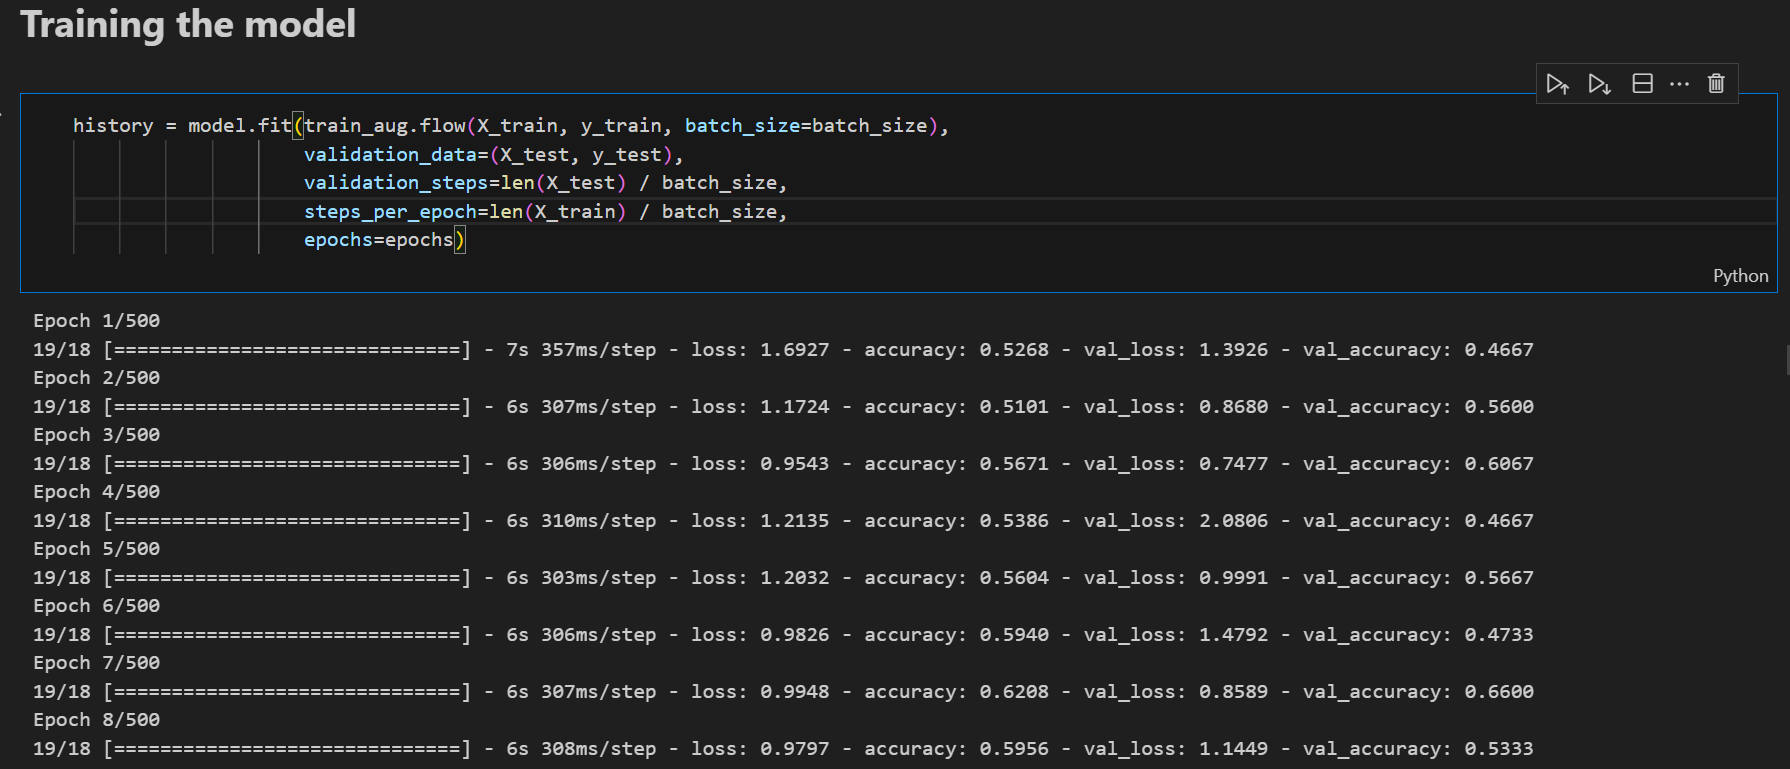 Training the model
history = model.fit(train_aug.flow(X_train, y_train, batch_size=batch_size),
validation_data=(X_test, y_test),
validation_steps=len(X_test) / batch_size,
steps_per_epoch=len(X_train) / batch_size,
epochs=epochs)
Python
Epoch 1/500
19/18 [==============================] - 7s 357ms/step - loss: 1.6927 - accuracy: 0.5268 - val_loss: 1.3926 - val_accuracy: 0.4667
Epoch 2/500
19/18 [==============================] - 6s 307ms/step - loss: 1.1724 - accuracy: 0.5101 - val_loss: 0.8680 - val_accuracy: 0.5600
Epoch 3/500
19/18 [==============================] - 6s 306ms/step - loss: 0.9543 - accuracy: 0.5671 - val_loss: 0.7477 - val_accuracy: 0.6067
Epoch 4/500
19/18 [==============================] - 6s 310ms/step - loss: 1.2135 - accuracy: 0.5386 - val_loss: 2.0806 - val_accuracy: 0.4667
Epoch 5/500
19/18 [==============================] - 6s 303ms/step - loss: 1.2032 - accuracy: 0.5604 - val_loss: 0.9991 - val_accuracy: 0.5667
Epoch 6/500
19/18 [==============================] - 6s 306ms/step - loss: 0.9826 - accuracy: 0.5940 - val_loss: 1.4792 - val_accuracy: 0.4733
Epoch 7/500
19/18 [==============================] - 6s 307ms/step - loss: 0.9948 - accuracy: 0.6208 - val_loss: 0.8589 - val_accuracy: 0.6600
Epoch 8/500
19/18 [==============================] - 6s 308ms/step - loss: 0.9797 - accuracy: 0.5956 - val_loss: 1.1449 - val_accuracy: 0.5333